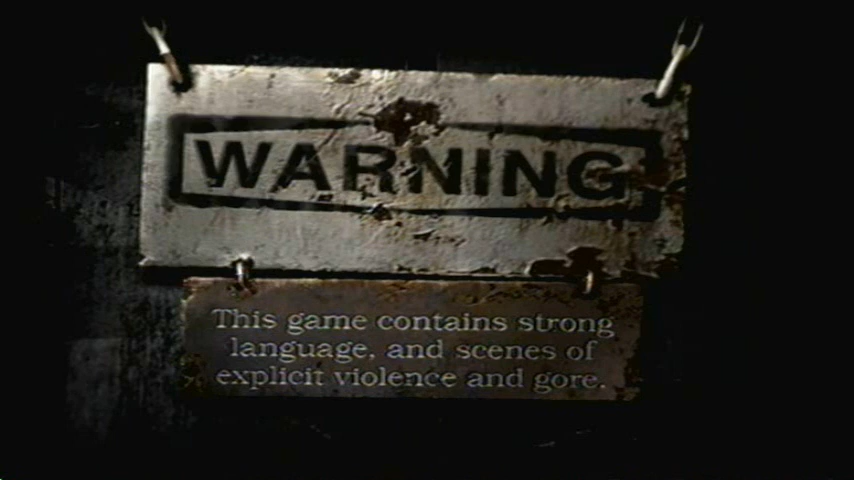 WARNING
This game contains strong
language, and scenes of
explicit violence and gore.